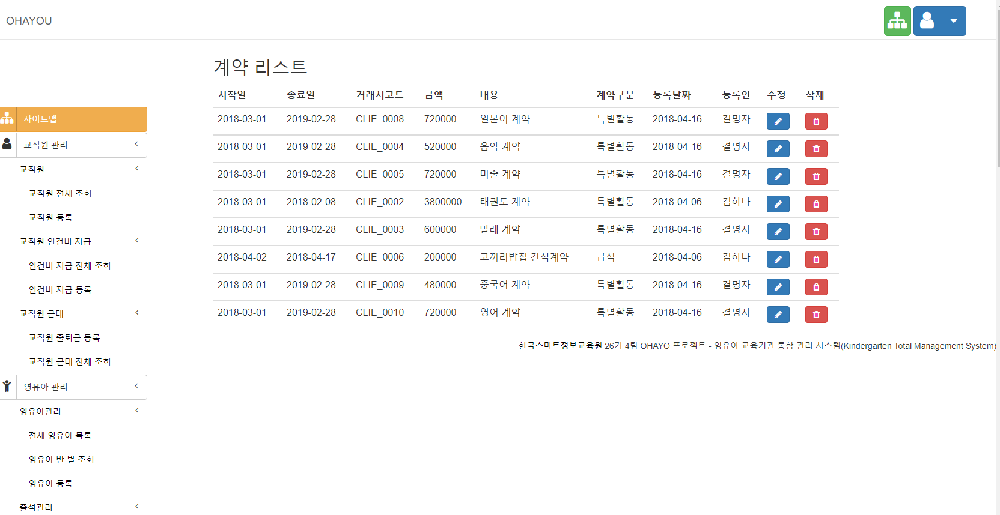 OHAYOU
사이트맵
교직원 관리
교직원
교직원 전체 조회
교직원 등록
교직원 인건비 지급
인건비 지급 전체 조회
인건비 지급 등록
교직원 근태
교직원 출퇴근 등록
교직원 근태 전체 조회
영유아 관리
영유아관리
전체 영유아 목록
영유아 반 별 조회
영유아 등록
출석관리
계약 리스트
시작일 종료일 거래처코드 금액 내용 계약구분 등록날짜 등록인 수정 삭제
2018-03-01 2019-02-28 CLIE_0008 720000 일본어 계약 특별활동 2018-04-16 결명자
2018-03-01 2019-02-28 CLIE_0004 520000 음악 계약 특별활동 2018-04-16 결명자
2018-03-01 2019-02-28 CLIE_0005 720000 미술 계약 특별활동 2018-04-16 결명자
2018-03-01 2018-02-08 CLIE_0002 3800000 태권도 계약 특별활동 2018-04-06 김하나
2018-03-01 2019-02-28 CLIE_0003 600000 발레 계약 특별활동 2018-04-16 결명자
2018-04-02 2018-04-17 CLIE_0006 200000 코끼리밥집 간식계약 급식 2018-04-06 김하나
2018-03-01 2019-02-28 CLIE_0009 480000 중국어 계약 특별활동 2018-04-16 결명자
2018-03-01 2019-02-28 CLIE_0010 720000 영어 계약 특별활동 2018-04-16 결명자
한국스마트정보교육원 26기 4팀 OHAYO 프로젝트 - 영유아 교육기관 통합 관리 시스템(Kindergarten Total Management System)